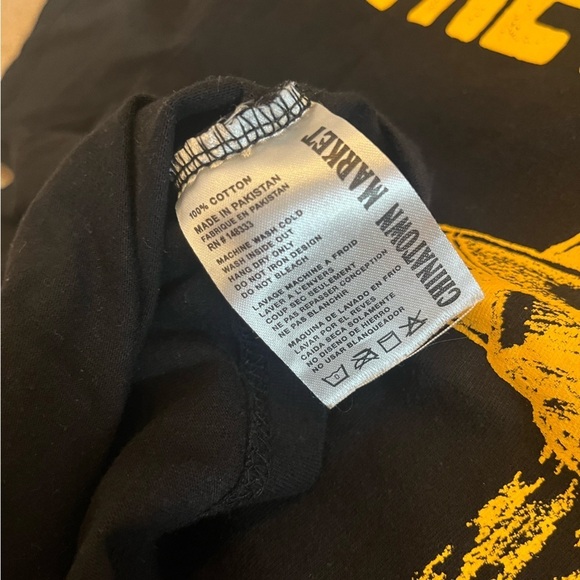 100% COTTON
MADE IN PAKISTAN
FABRIQUE EN PAKISTAN
RN # 148333
MACHINE WASH COLD
WASH INSIDE OUT
HANG DRY ONLY
DO NOT IRON DESIGN
DO NOT BLEACH
LAVAGE MACHINE A FROID
LAVER A L'ENVERS
COUP SEC SEULEMENT
NE PAS REPASSER CONCEPTION
NE PAS BLANCHIR
MAQUINA DE LAVADO EN FRIO
LAVAR POR EL REVES
CAIDA SECA SOLAMENTE
NO DISENO DE HIERRO
NO USAR BLANQUEADOR
CHINATOWN MARKET